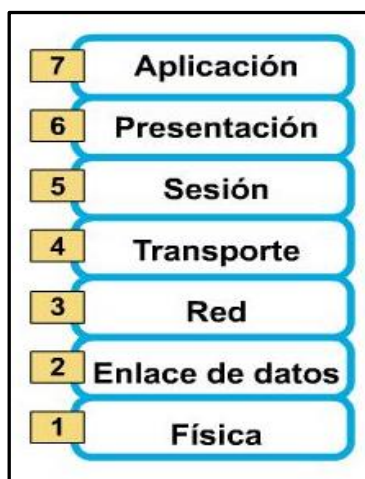 7 Aplicación
6 Presentación
5 Sesión
4 Transporte
3 Red
2 Enlace de datos
1 Física